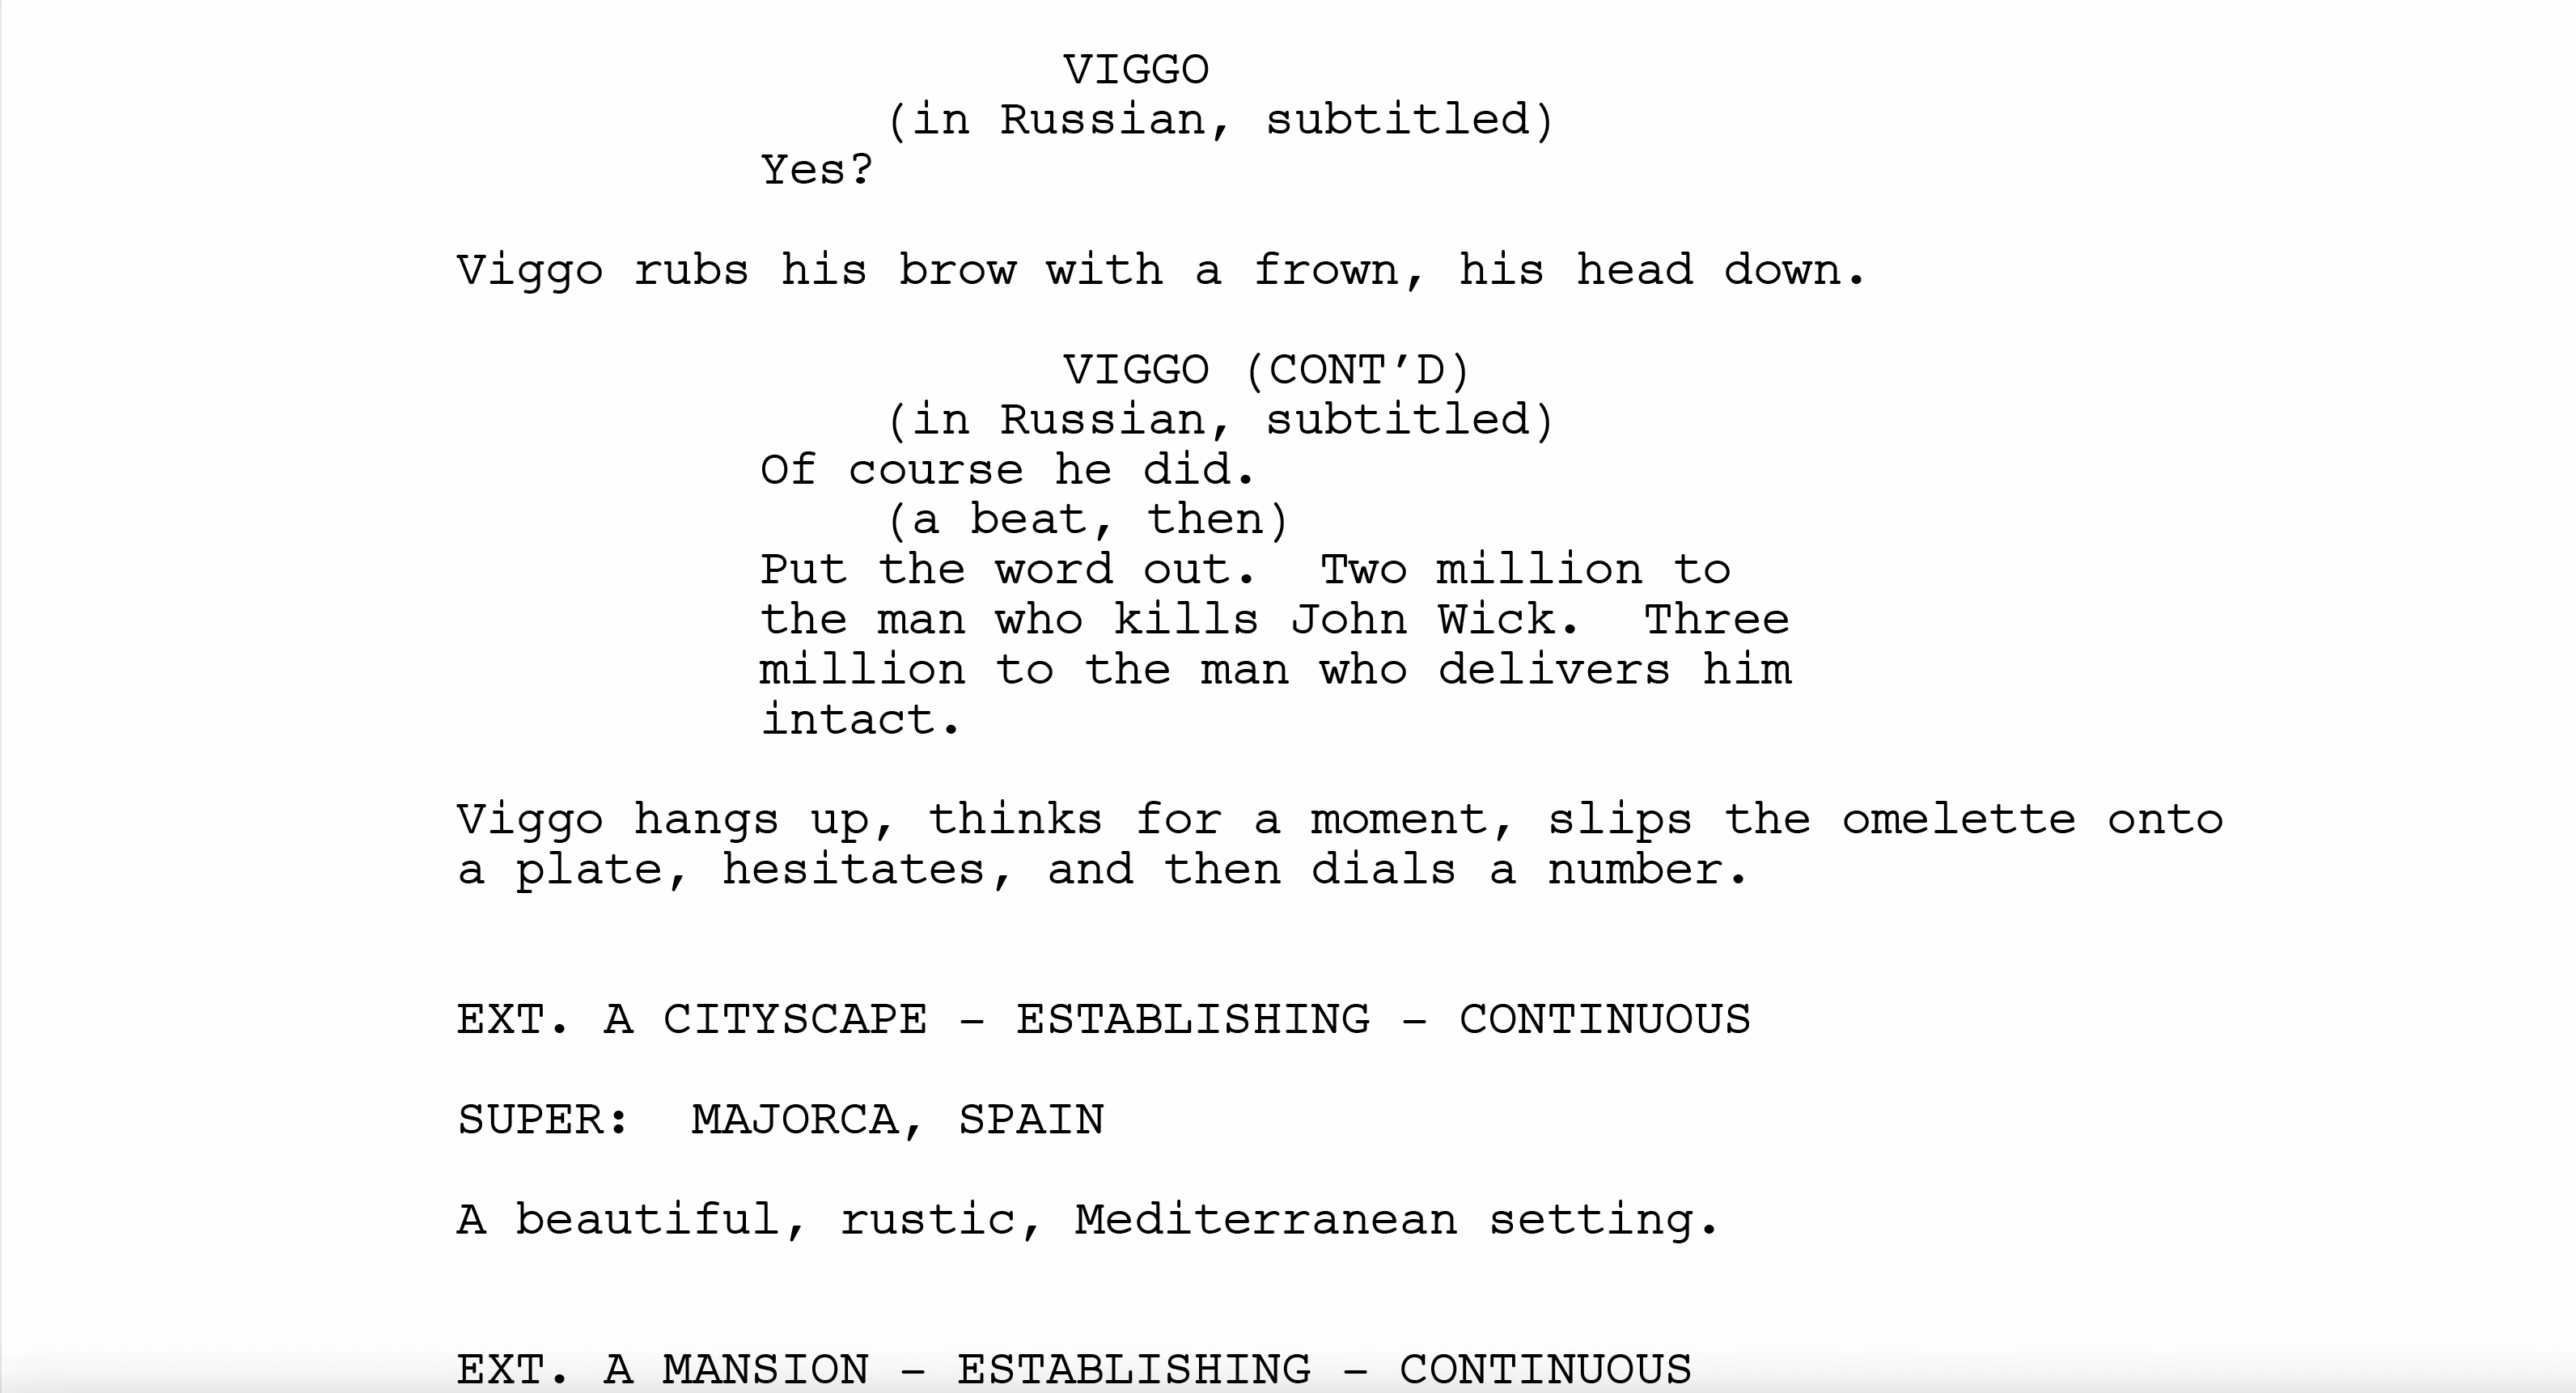 VIGGO
(in Russian, subtitled)
Yes?
Viggo rubs his brow with a frown, his head down.
VIGGO (CONT’D)
(in Russian, subtitled)
Of course he did.
(a beat, then)
Put the word out.  Two million to
the man who kills John Wick.  Three
million to the man who delivers him
intact.
Viggo hangs up, thinks for a moment, slips the omelette onto
a plate, hesitates, and then dials a number.
EXT. A CITYSCAPE – ESTABLISHING – CONTINUOUS
SUPER:  MAJORCA, SPAIN
A beautiful, rustic, Mediterranean setting.
EXT. A MANSION – ESTABLISHING – CONTINUOUS